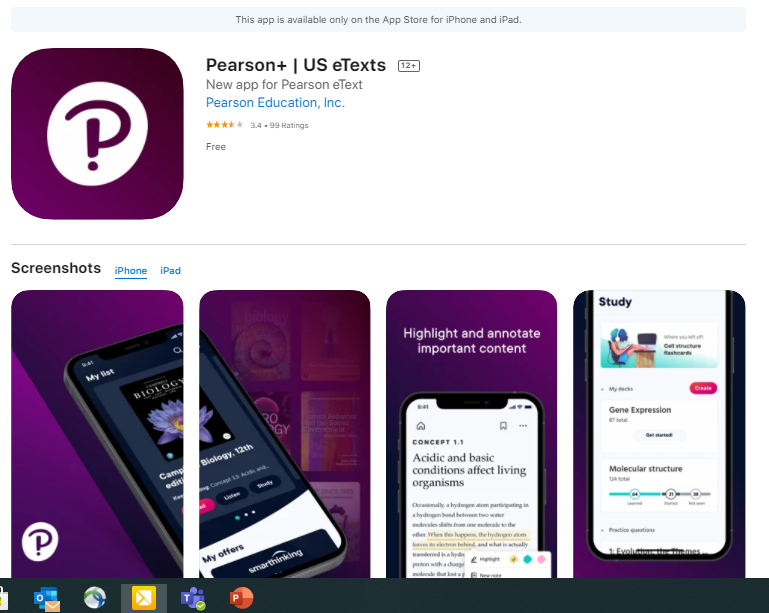 This app is available only on the App Store for iPhone and iPad.
Pearson+ | US eTexts 12+
New app for Pearson eText
Pearson Education, Inc.
3.4 • 99 Ratings
Free
Screenshots iPhone iPad
9:41
My list
BIOLOGY
Biology, 12th
Concept 13: Acidic, and...
Listen
Study
My offers
smarthinking
Highlight and annotate
important content
9:41
CONCEPT 1.1
Acidic and basic
conditions affect living
organisms
Occasionally, a hydrogen atom participating in
a hydrogen bond between two water
molecules shifts from one molecule to the
other. When this happens, the hydrogen atom
leaves its electron behind, and what is actually
transferred is a hydro
proton with a charge
molecule that lost a p
Highlight
New note
Study
Where you left off:
Cell structure
flashcards
My decks
Create
Gene Expression
87 total
Get started!
Molecular structure
124 total
64 21 39
Learned Started Not seen
Practice questions
1: Evolution, the Themes